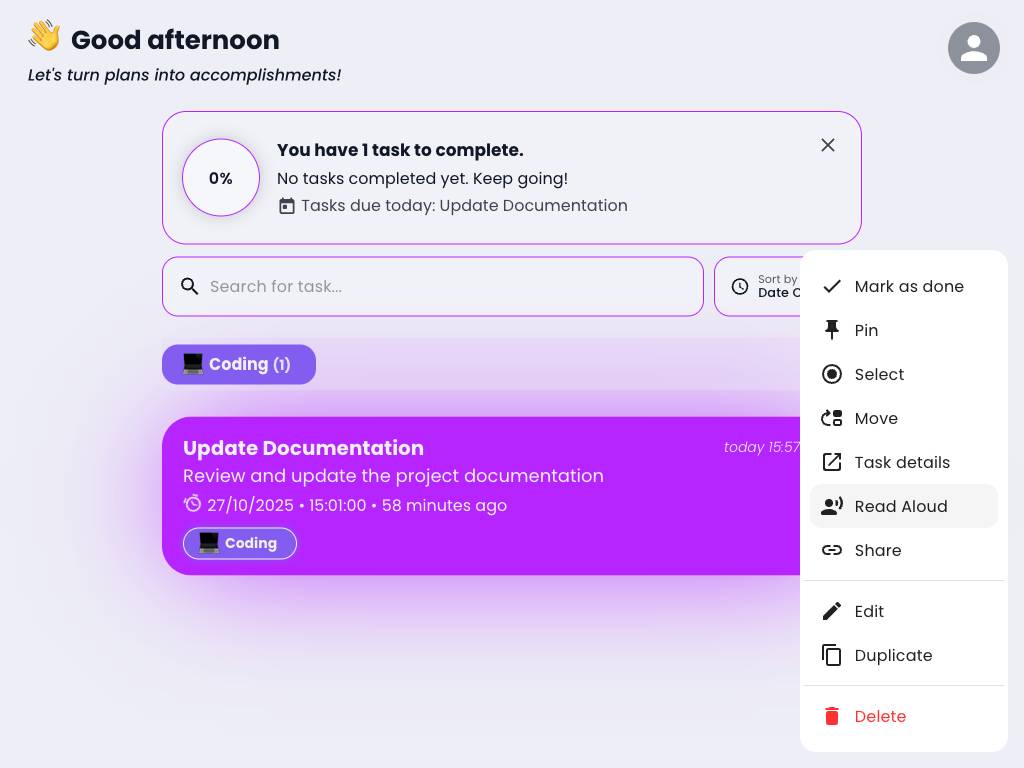 👋 Good afternoon
Let's turn plans into accomplishments!
0%
You have 1 task to complete.
No tasks completed yet. Keep going!
Tasks due today: Update Documentation
Search for task...
Sort by
Date
Coding (1)
Update Documentation
today 15:57
Review and update the project documentation
27/10/2025 • 15:01:00 • 58 minutes ago
Coding
Mark as done
Pin
Select
Move
Task details
Read Aloud
Share
Edit
Duplicate
Delete